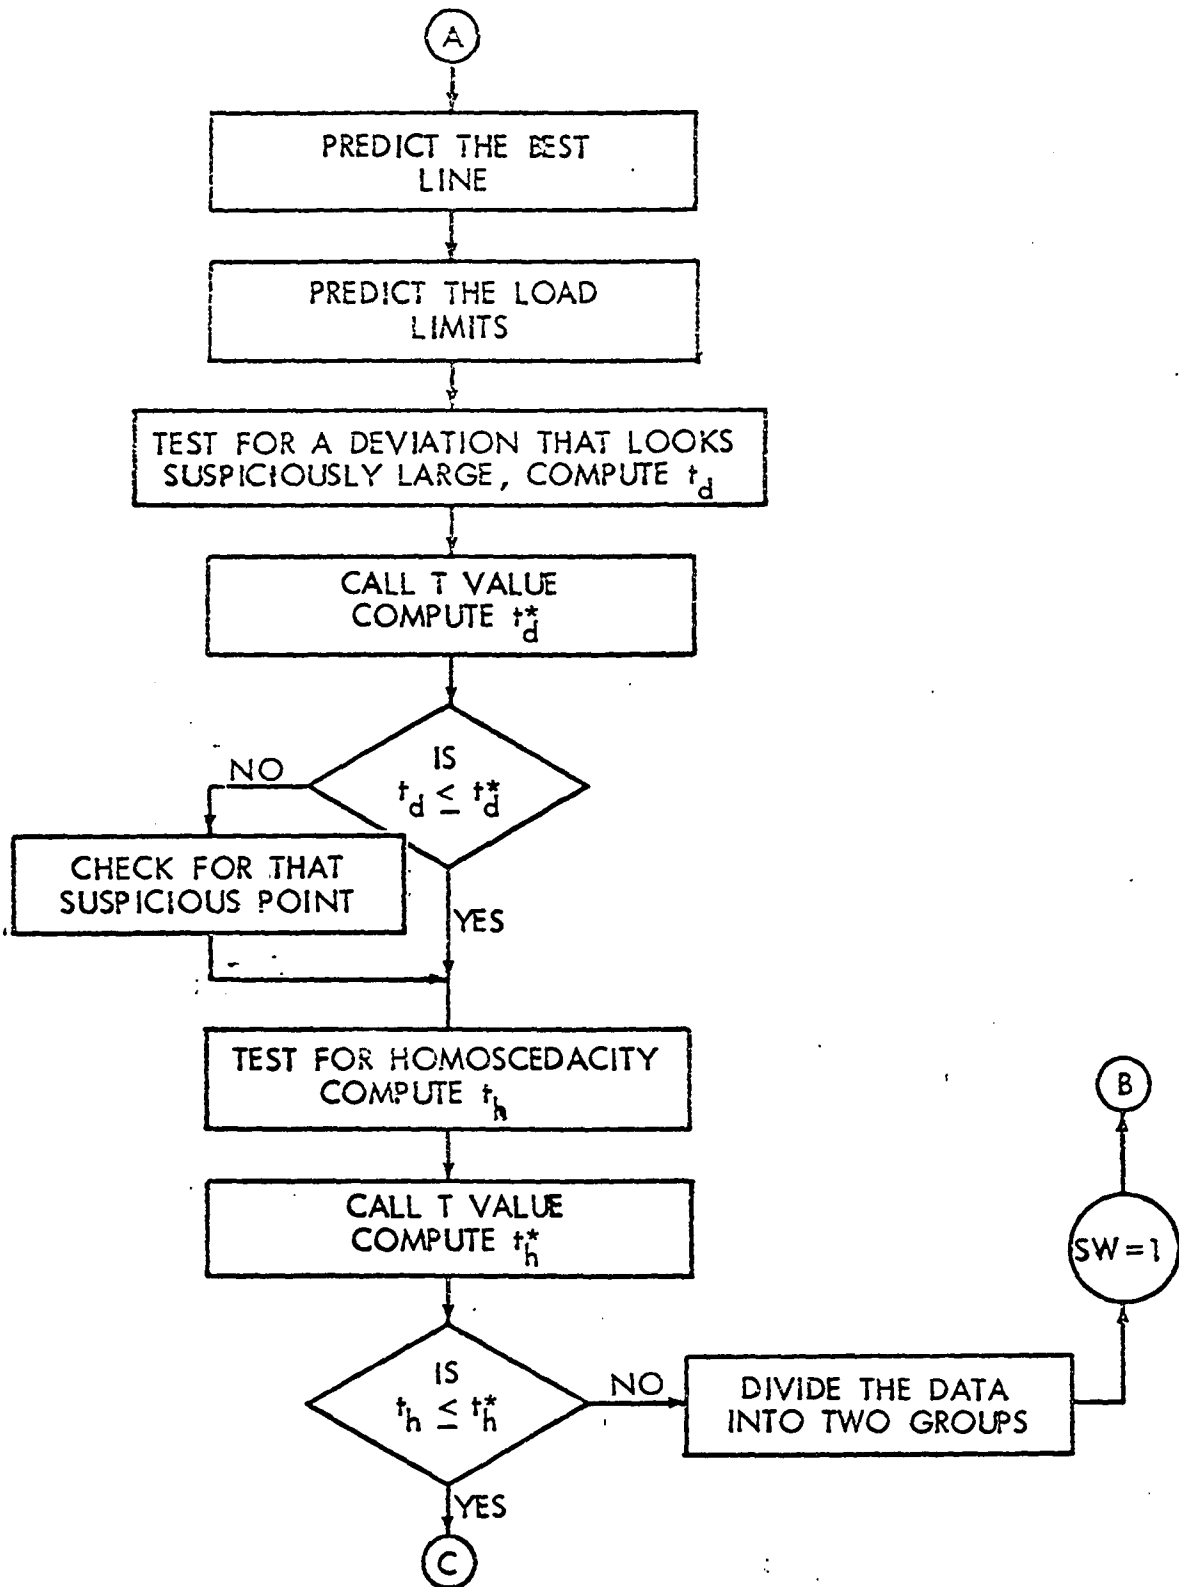 A
PREDICT THE BEST
LINE
PREDICT THE LOAD
LIMITS
TEST FOR A DEVIATION THAT LOOKS
SUSPICIOUSLY LARGE, COMPUTE t_d
CALL T VALUE
COMPUTE t*_d
IS
t_d ≤ t*_d
NO
CHECK FOR THAT
SUSPICIOUS POINT
YES
TEST FOR HOMOSCEDACITY
COMPUTE t_h
CALL T VALUE
COMPUTE t*_h
IS
t_h ≤ t*_h
NO
DIVIDE THE DATA
INTO TWO GROUPS
SW=1
B
YES
C